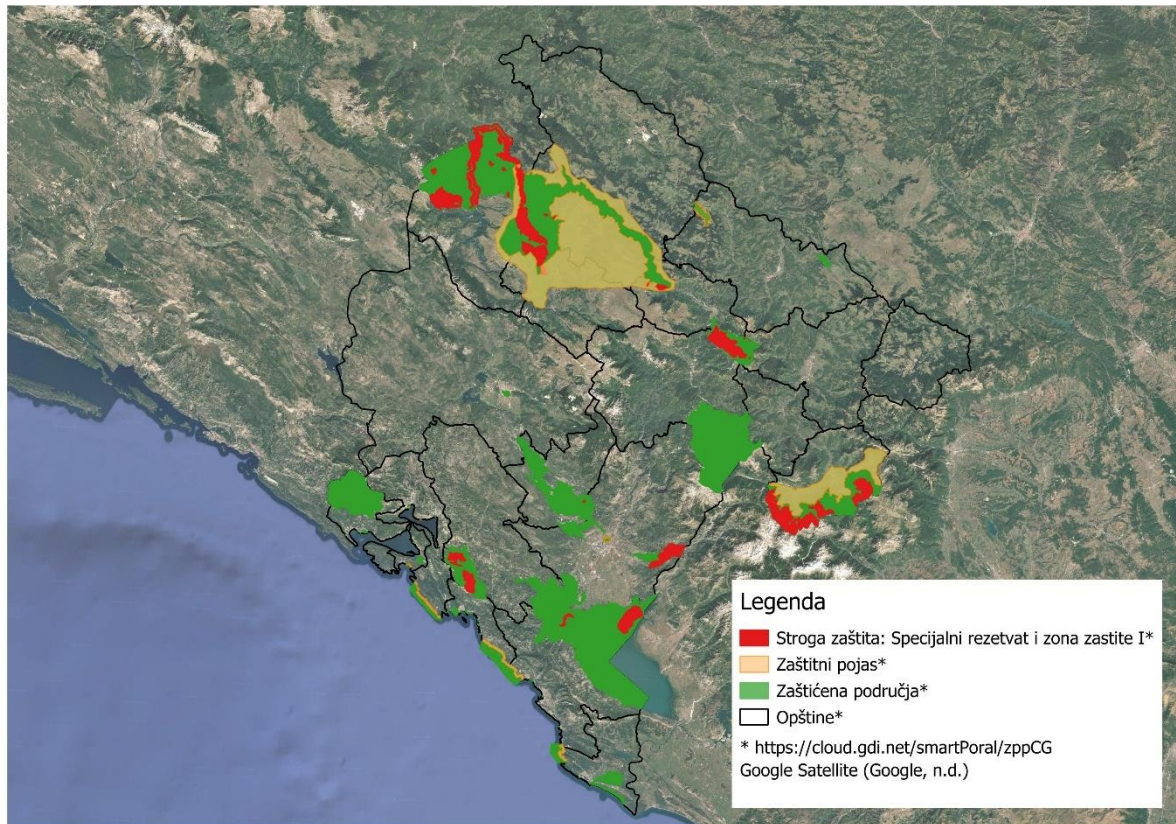 Legenda
Stroga zaštita: Specijalni rezetvat i zona zastite I*
Zaštitni pojas*
Zaštićena područja*
Opštine*
* https://cloud.gdi.net/smartPoral/zppCG
Google Satellite (Google, n.d.)